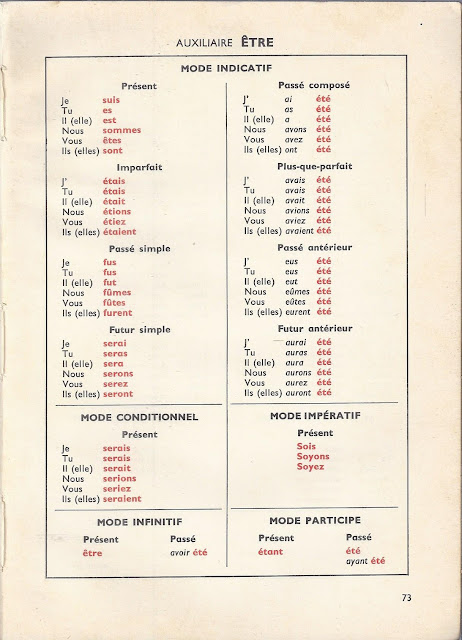 AUXILIAIRE ÊTRE
MODE INDICATIF
Présent
Je suis
Tu es
Il (elle) est
Nous sommes
Vous êtes
Ils (elles) sont
Passé composé
J' ai été
Tu as été
Il (elle) a été
Nous avons été
Vous avez été
Ils (elles) ont été
Imparfait
J' étais
Tu étais
Il (elle) était
Nous étions
Vous étiez
Ils (elles) étaient
Plus-que-parfait
J' avais été
Tu avais été
Il (elle) avait été
Nous avions été
Vous aviez été
Ils (elles) avaient été
Passé simple
Je fus
Tu fus
Il (elle) fut
Nous fûmes
Vous fûtes
Ils (elles) furent
Passé antérieur
J' eus été
Tu eus été
Il (elle) eut été
Nous eûmes été
Vous eûtes été
Ils (elles) eurent été
Futur simple
Je serai
Tu seras
Il (elle) sera
Nous serons
Vous serez
Ils (elles) seront
Futur antérieur
J' aurai été
Tu auras été
Il (elle) aura été
Nous aurons été
Vous aurez été
Ils (elles) auront été
MODE CONDITIONNEL
Présent
Je serais
Tu serais
Il (elle) serait
Nous serions
Vous seriez
Ils (elles) seraient
MODE IMPÉRATIF
Présent
Sois
Soyons
Soyez
MODE INFINITIF
Présent Passé
être avoir été
MODE PARTICIPE
Présent Passé
étant été
ayant été
73